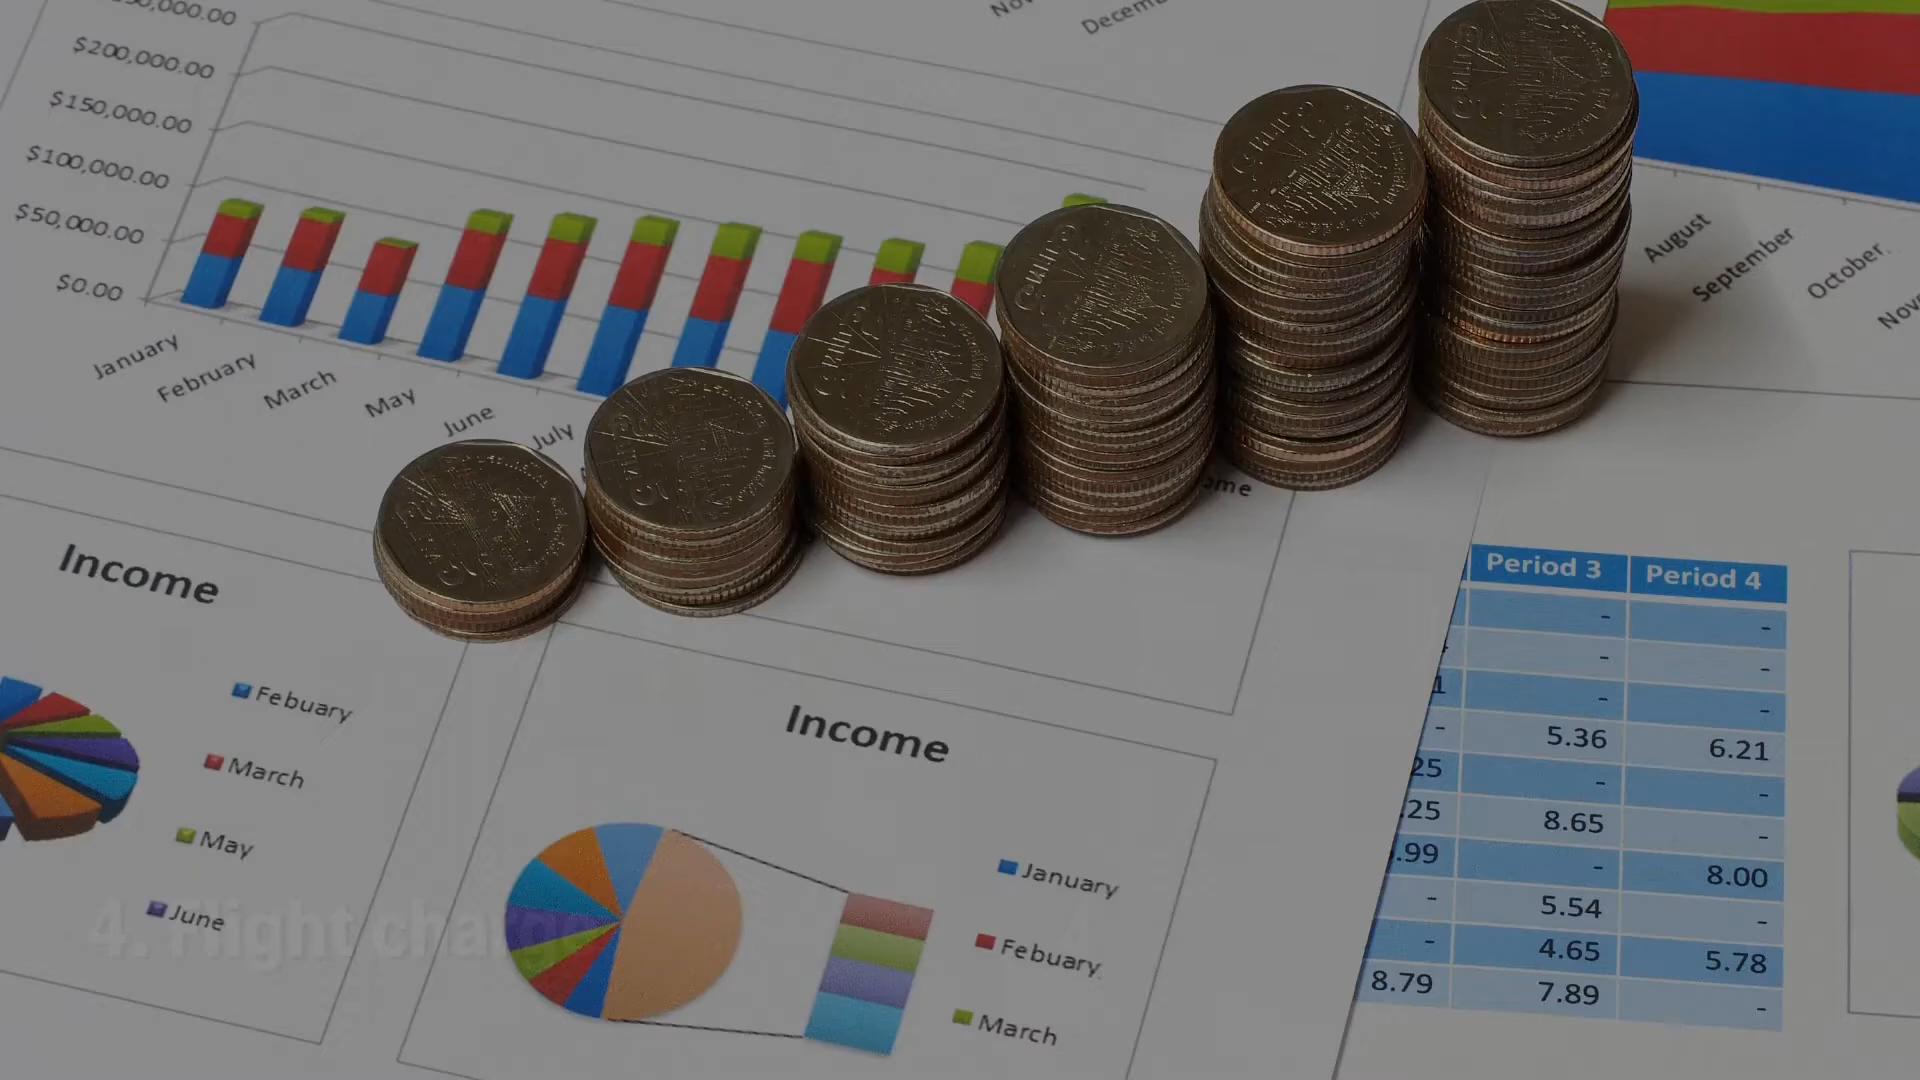 $200,000.00
$150,000.00
$100,000.00
$50,000.00
$0.00
January
February
March
May
June
July
August
September
October
Income
Febuary
March
May
June
Income
January
Febuary
March
Period 3
Period 4
-
-
-
-
-
-
-
5.36
6.21
-
-
8.65
-
-
8.00
-
5.54
-
-
4.65
5.78
8.79
7.89
-
4. Flight